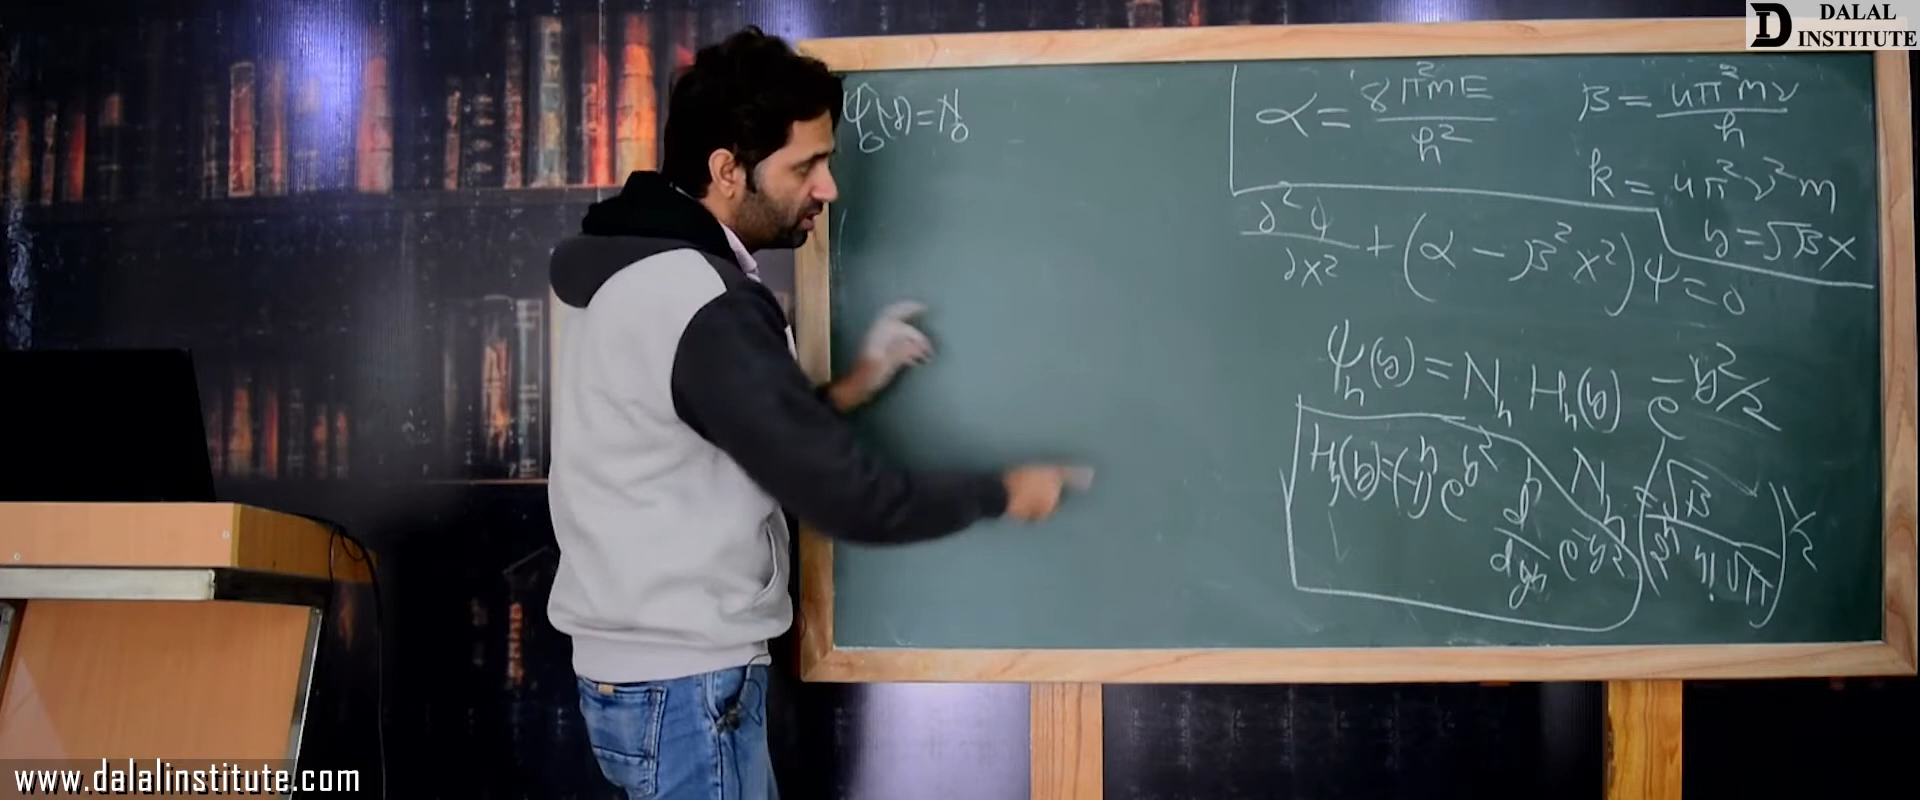 DALAL
INSTITUTE
ψ₀(y) = N₀
α = 8π²mE / h²
β = 4π²mν / h
k = 4π²ν²m
y = √β x
∂²ψ/∂x² + (α − β²x²)ψ = 0
ψₙ(y) = Nₙ Hₙ(y) e^(−y²/2)
Hₙ(y) = (−1)ⁿ e^(y²) dⁿ/dyⁿ e^(−y²)
Nₙ = (√β / 2ⁿ n! √π)^(1/2)
www.dalalinstitute.com